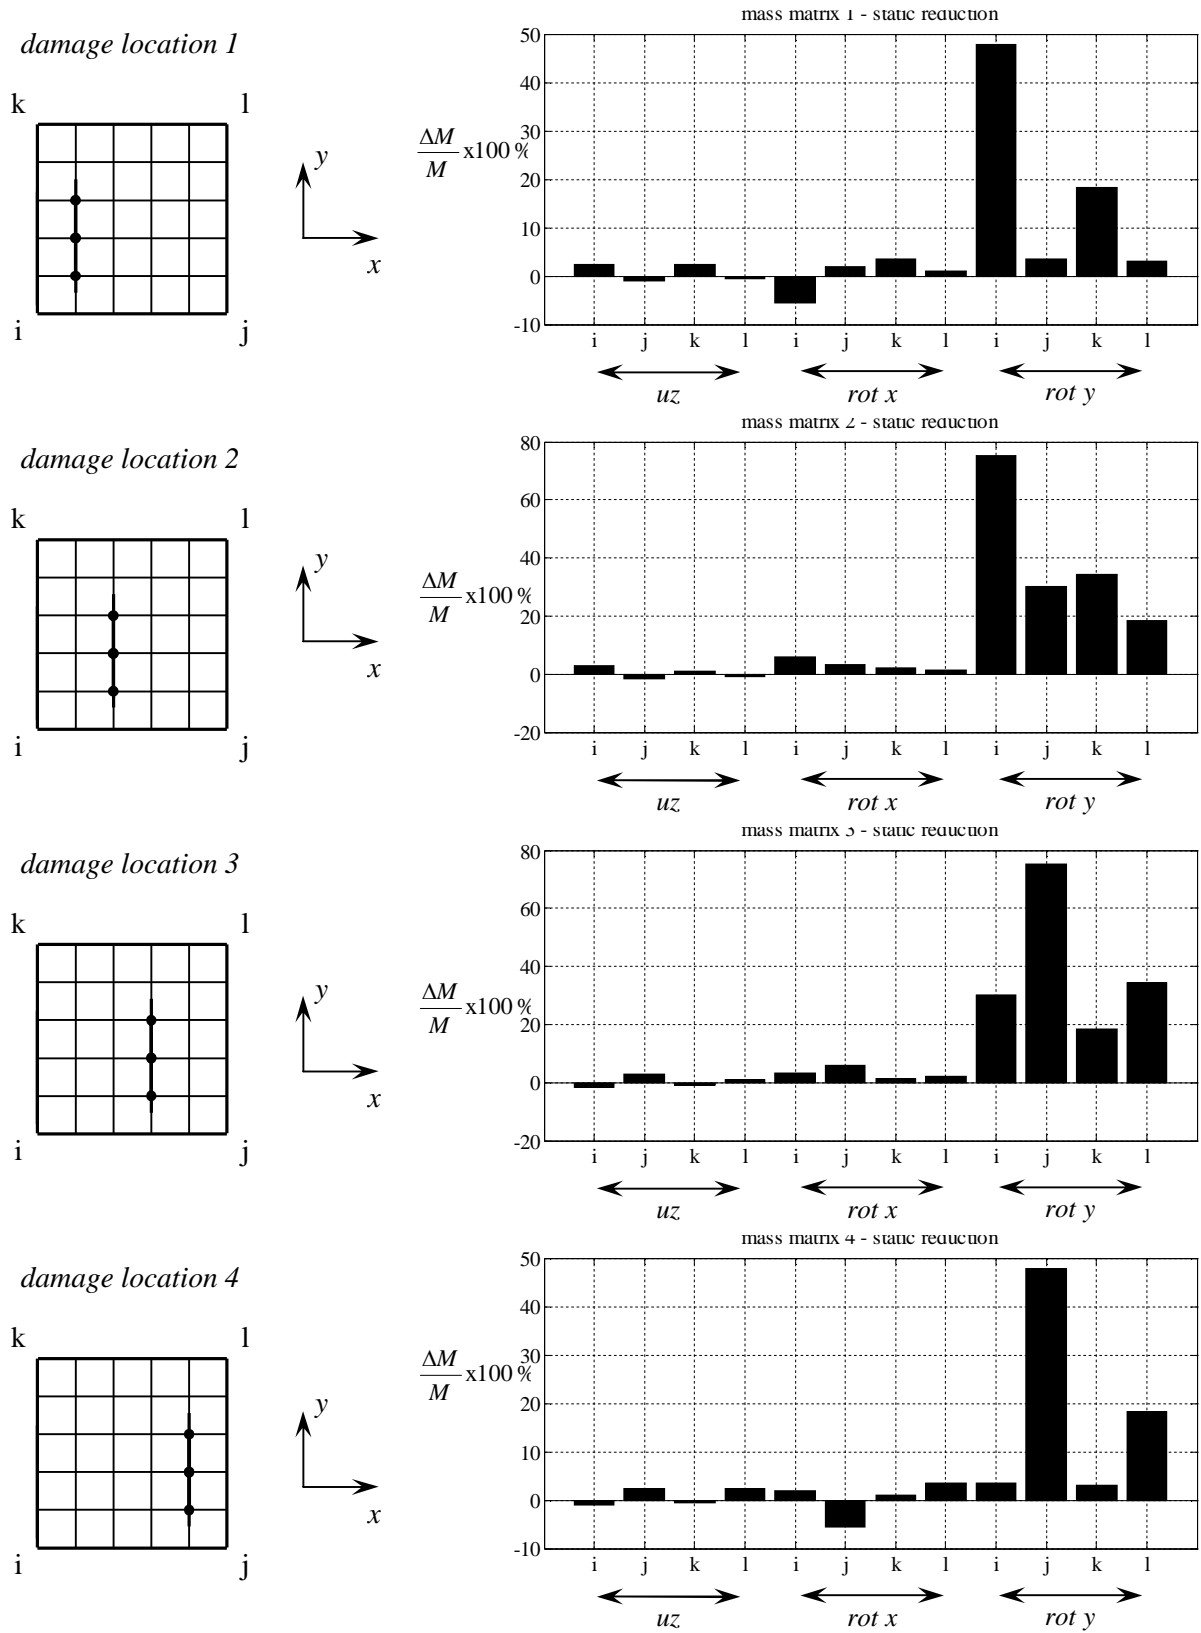 mass matrix 1 - static reduction
damage location 1
k l
i j
y
x
ΔM
M
x100 %
50
40
30
20
10
0
-10
i j k l i j k l i j k l
uz rot x rot y
mass matrix 2 - static reduction
damage location 2
k l
i j
y
x
ΔM
M
x100 %
80
60
40
20
0
-20
i j k l i j k l i j k l
uz rot x rot y
mass matrix 3 - static reduction
damage location 3
k l
i j
y
x
ΔM
M
x100 %
80
60
40
20
0
-20
i j k l i j k l i j k l
uz rot x rot y
mass matrix 4 - static reduction
damage location 4
k l
i j
y
x
ΔM
M
x100 %
50
40
30
20
10
0
-10
i j k l i j k l i j k l
uz rot x rot y